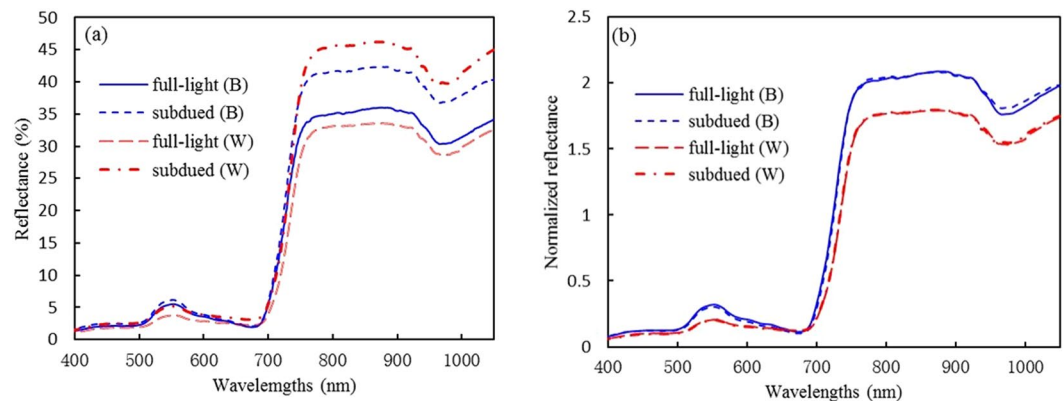 (a)
50
45
40
35
30
25
20
15
10
5
0
Reflectance (%)
full-light (B)
subdued (B)
full-light (W)
subdued (W)
400 500 600 700 800 900 1000
Wavelengths (nm)
(b)
2.5
2
1.5
1
0.5
0
Normalized reflectance
full-light (B)
subdued (B)
full-light (W)
subdued (W)
400 500 600 700 800 900 1000
Wavelengths (nm)